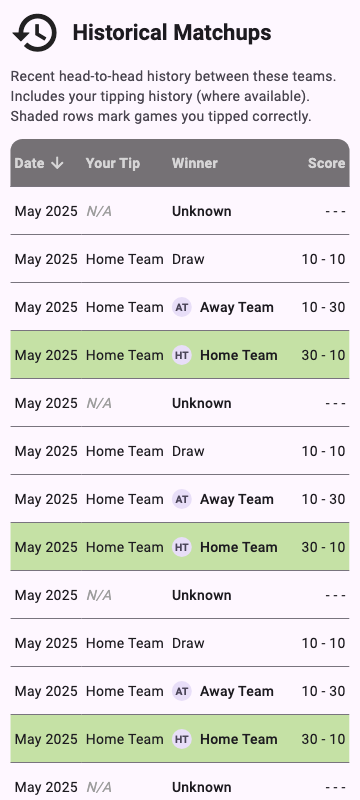 Historical Matchups
Recent head-to-head history between these teams.
Includes your tipping history (where available).
Shaded rows mark games you tipped correctly.
Date ↓ Your Tip Winner Score
May 2025 N/A Unknown - - -
May 2025 Home Team Draw 10 - 10
May 2025 Home Team AT Away Team 10 - 30
May 2025 Home Team HT Home Team 30 - 10
May 2025 N/A Unknown - - -
May 2025 Home Team Draw 10 - 10
May 2025 Home Team AT Away Team 10 - 30
May 2025 Home Team HT Home Team 30 - 10
May 2025 N/A Unknown - - -
May 2025 Home Team Draw 10 - 10
May 2025 Home Team AT Away Team 10 - 30
May 2025 Home Team HT Home Team 30 - 10
May 2025 N/A Unknown - - -